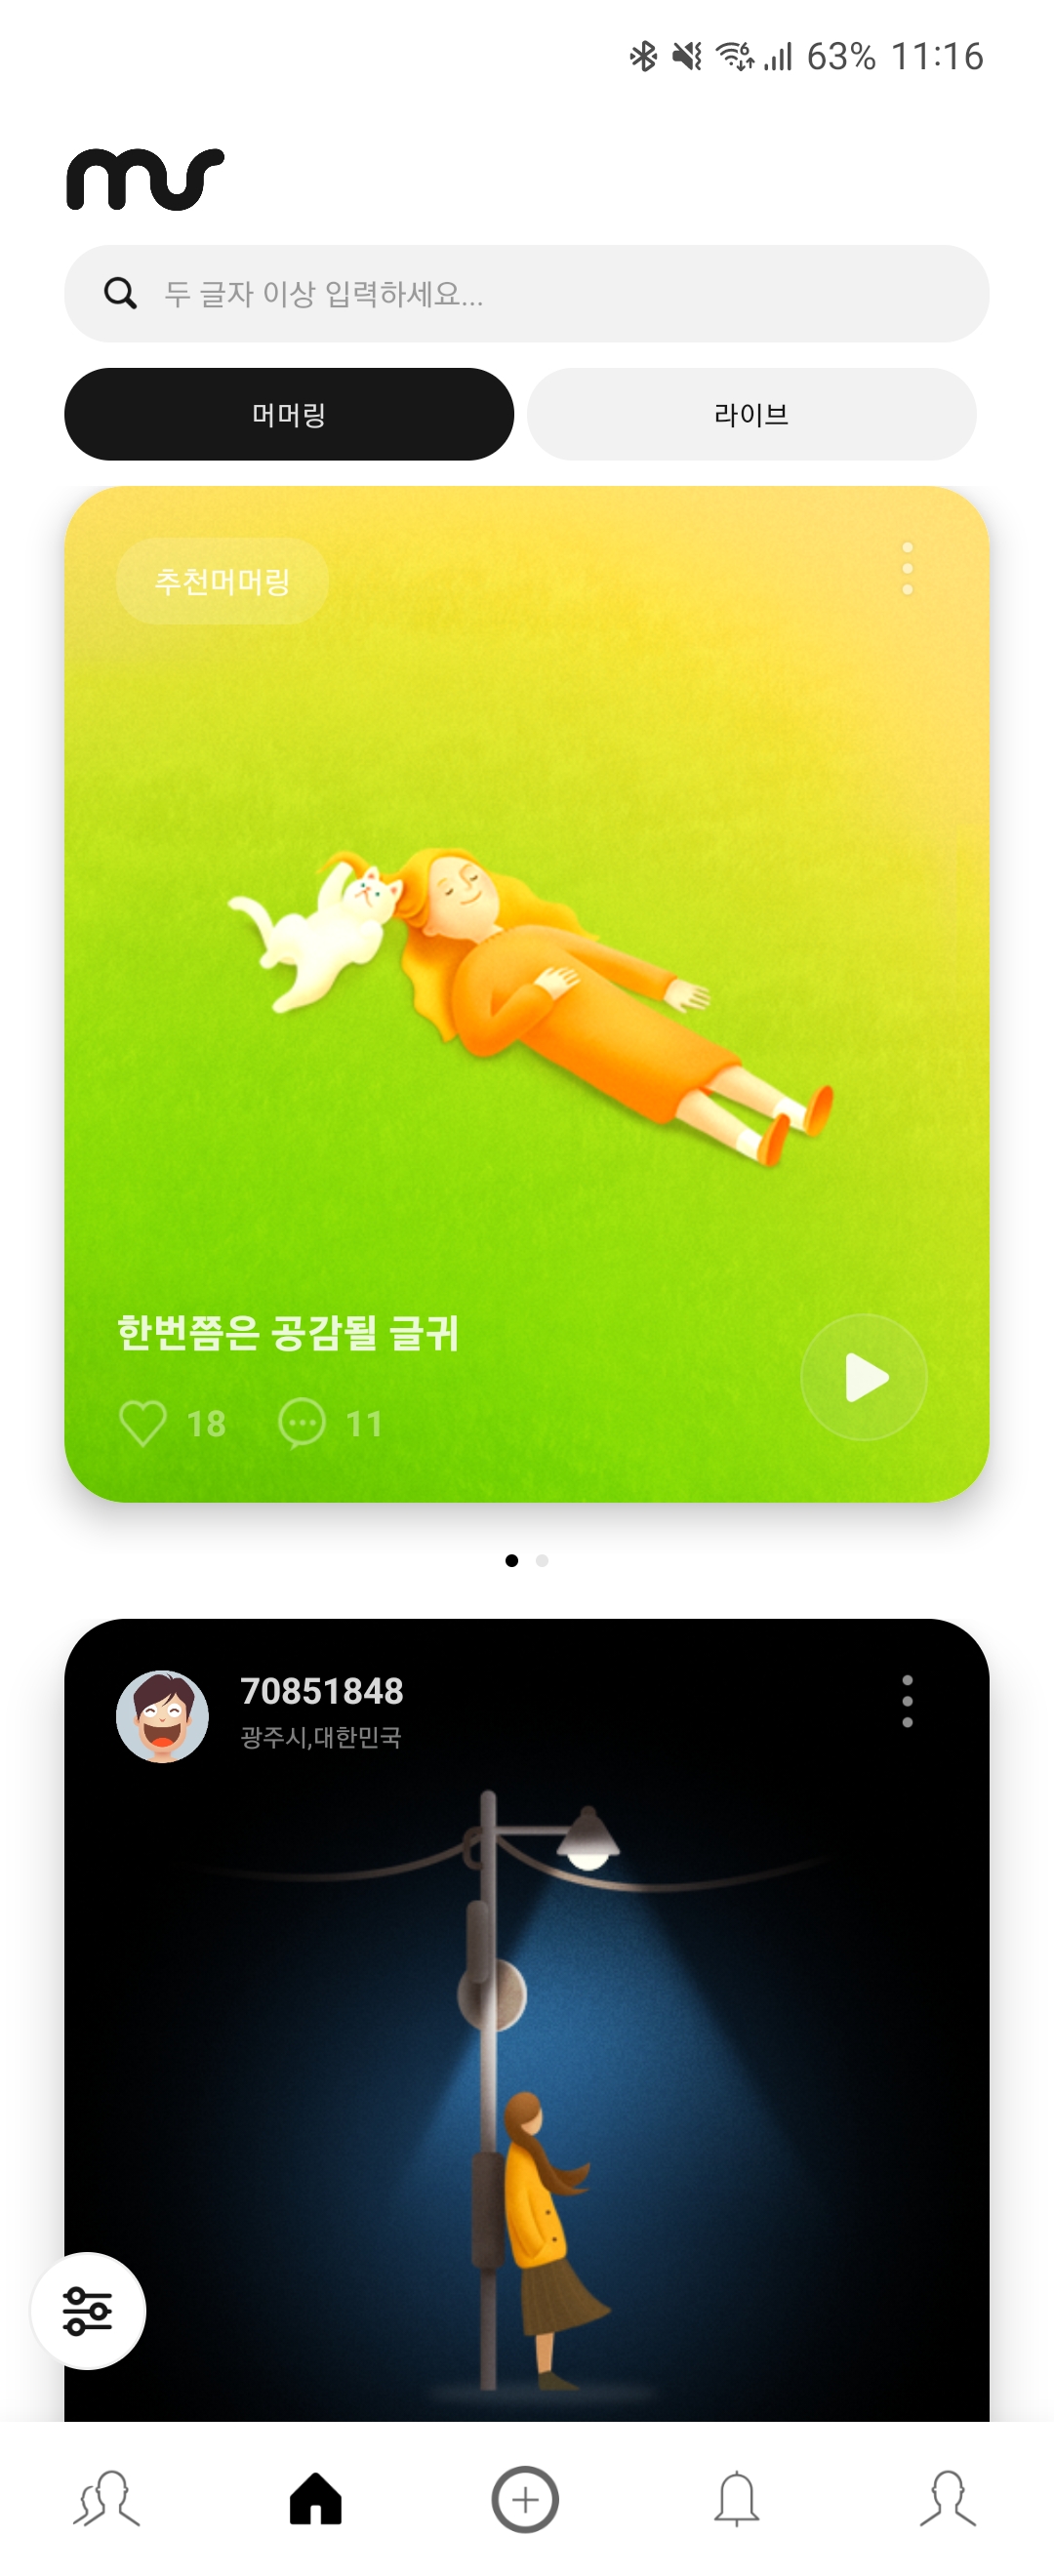 63% 11:16
mur
두 글자 이상 입력하세요...
머머링
라이브
추천머머링
한번쯤은 공감될 글귀
18
11
70851848
광주시,대한민국